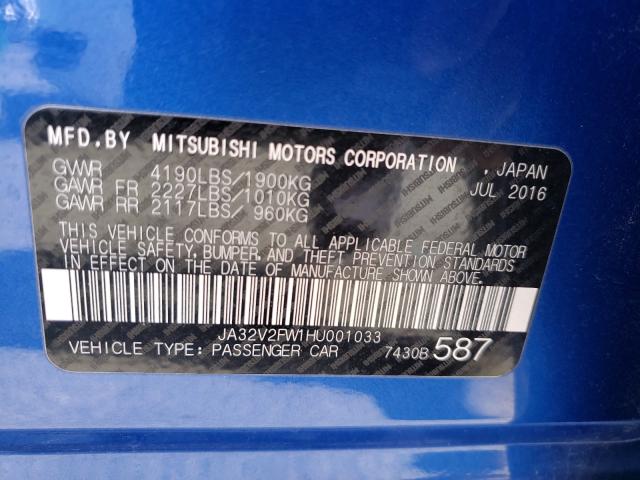 MFD.BY MITSUBISHI MOTORS CORPORATION , JAPAN
GVWR 4190LBS/1900KG JUL 2016
GAWR FR 2227LBS/1010KG
GAWR RR 2117LBS/ 960KG
THIS VEHICLE CONFORMS TO ALL APPLICABLE FEDERAL MOTOR
VEHICLE SAFETY, BUMPER, AND THEFT PREVENTION STANDARDS
IN EFFECT ON THE DATE OF MANUFACTURE SHOWN ABOVE.
JA32V2FW1HU001033
VEHICLE TYPE: PASSENGER CAR 7430B 587